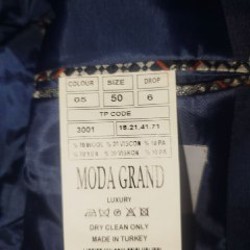 COLOUR SIZE DROP
05 50 6
TP CODE
3001 16.21.41.71
MODA GRAND
LUXURY
DRY CLEAN ONLY
MADE IN TURKEY